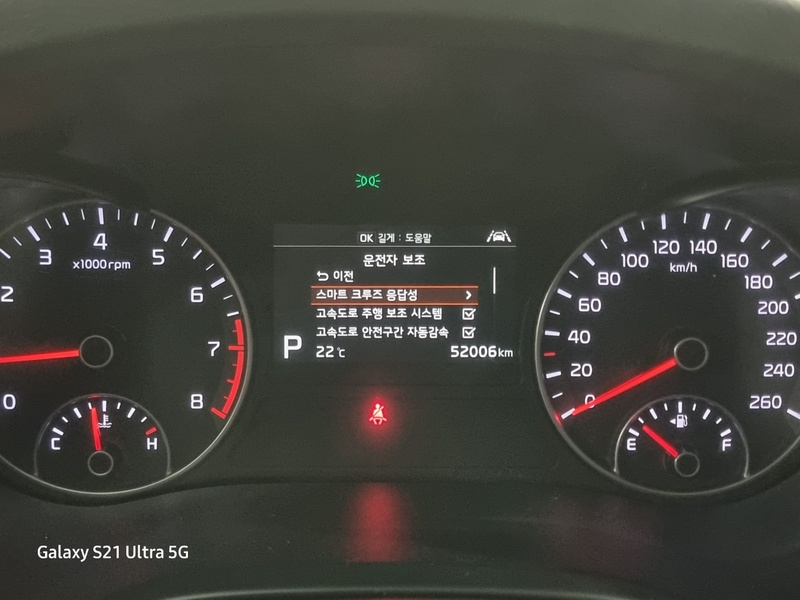 OK 길게 : 도움말
운전자 보조
이전
스마트 크루즈 응답성
고속도로 주행 보조 시스템
고속도로 안전구간 자동감속
P 22℃ 52006km
0 2 3 4 5 6 7 8
x1000rpm
C H
0 20 40 60 80 100 120 140 160 180 200 220 240 260
km/h
E F
Galaxy S21 Ultra 5G